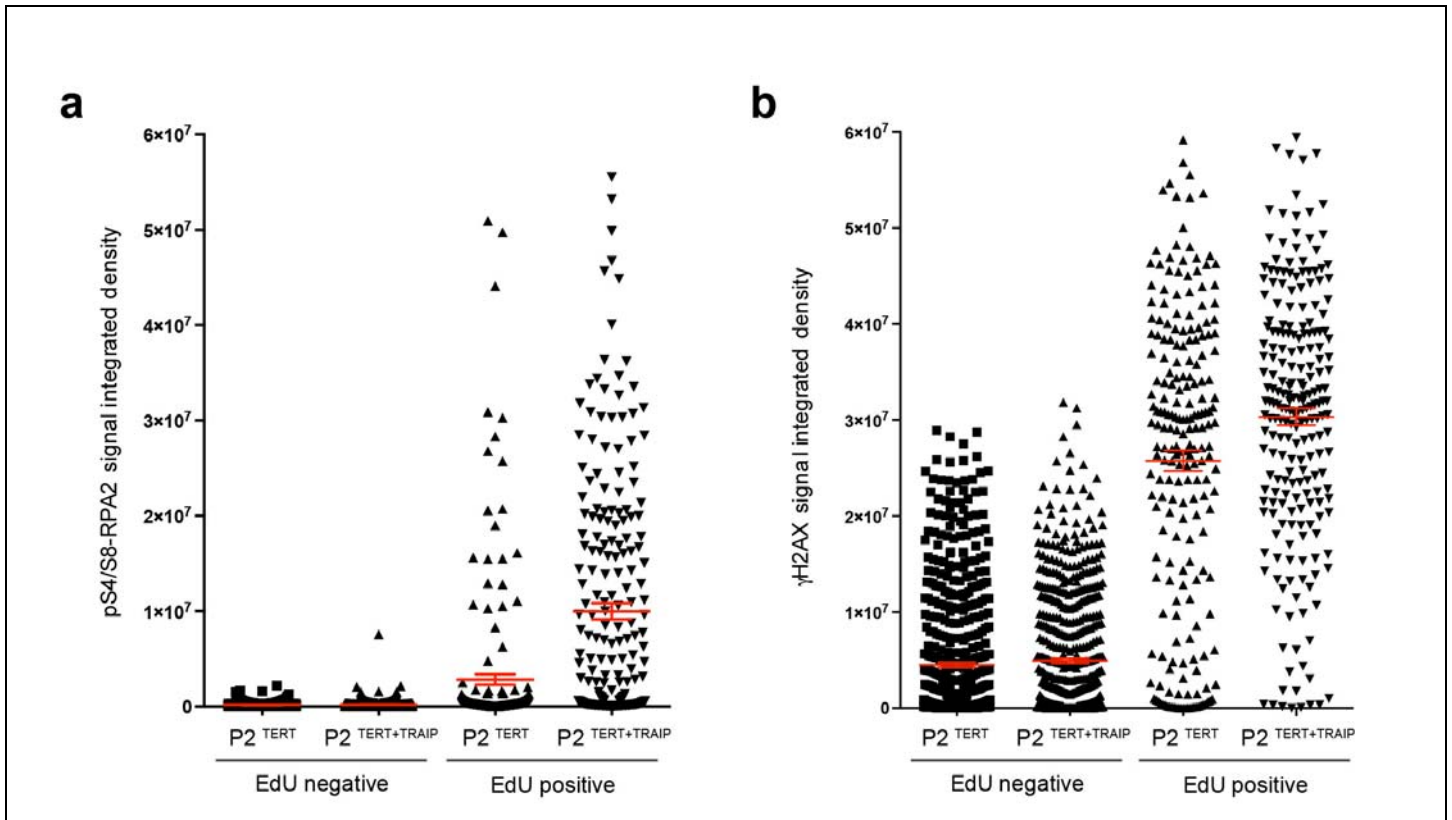 a
pS4/S8-RPA2 signal integrated density
6×10⁷
5×10⁷
4×10⁷
3×10⁷
2×10⁷
1×10⁷
0
P2 TERT
P2 TERT+TRAIP
P2 TERT
P2 TERT+TRAIP
EdU negative
EdU positive
b
γH2AX signal integrated density
6×10⁷
5×10⁷
4×10⁷
3×10⁷
2×10⁷
1×10⁷
0
P2 TERT
P2 TERT+TRAIP
P2 TERT
P2 TERT+TRAIP
EdU negative
EdU positive